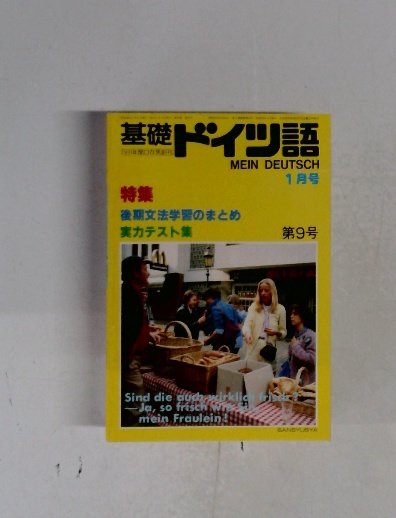 基礎ドイツ語
MEIN DEUTSCH
1月号
特集
後期文法学習のまとめ
実力テスト集
第9号
Sind die auch wirklich frisch?
—Ja, so frisch wie Sie,
mein Fraulein!
SANSYUSYA